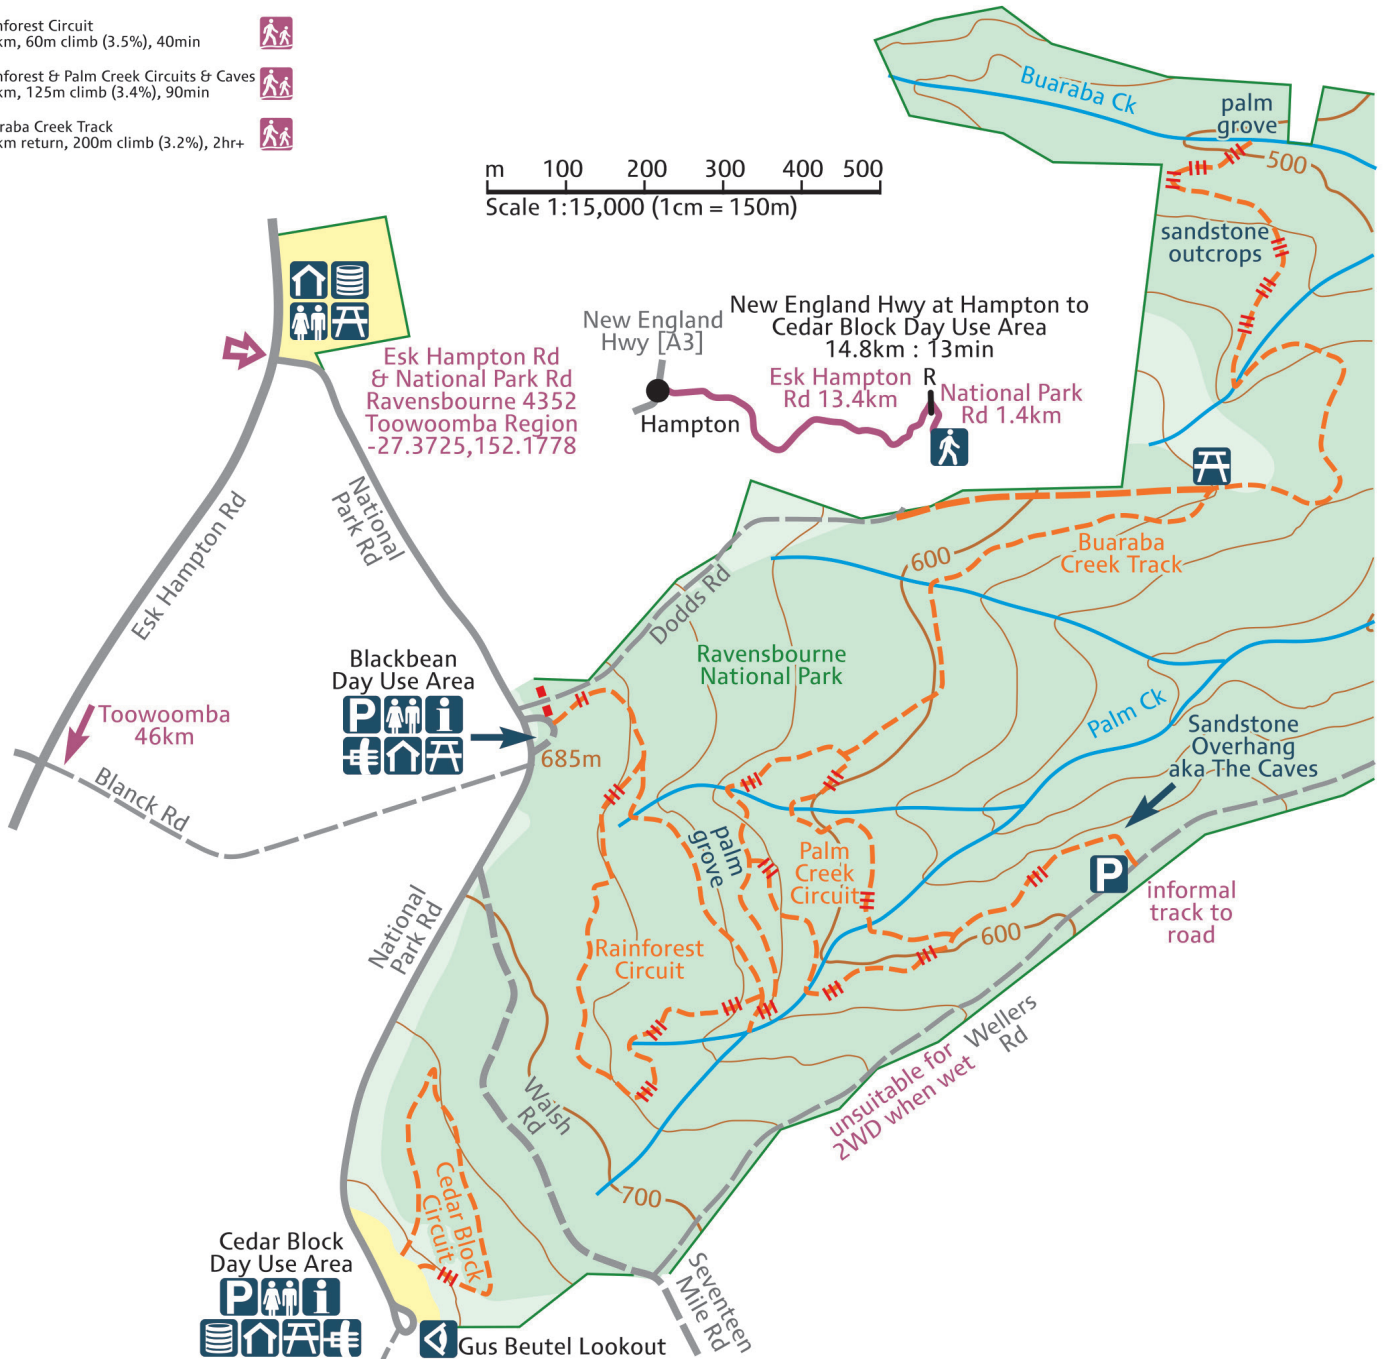 nforest Circuit
km, 60m climb (3.5%), 40min
nforest & Palm Creek Circuits & Caves
km, 125m climb (3.4%), 90min
raba Creek Track
km return, 200m climb (3.2%), 2hr+
m 100 200 300 400 500
Scale 1:15,000 (1cm = 150m)
Buaraba Ck
palm
grove
500
sandstone
outcrops
New England
Hwy [A3]
Hampton
New England Hwy at Hampton to
Cedar Block Day Use Area
14.8km : 13min
Esk Hampton
Rd 13.4km
R
National Park
Rd 1.4km
Esk Hampton Rd
& National Park Rd
Ravensbourne 4352
Toowoomba Region
-27.3725,152.1778
National
Park Rd
Esk Hampton Rd
Buaraba
Creek Track
600
Dodds Rd
Ravensbourne
National Park
Blackbean
Day Use Area
P
i
685m
Toowoomba
46km
Blanck Rd
Palm Ck
Sandstone
Overhang
aka The Caves
P
informal
track to
road
palm
grove
Palm
Creek
Circuit
600
National
Park Rd
Rainforest
Circuit
Wellers
Rd
unsuitable for
2WD when wet
Walsh
Rd
700
Cedar Block
Circuit
Cedar Block
Day Use Area
P
i
Gus Beutel Lookout
Seventeen
Mile Rd